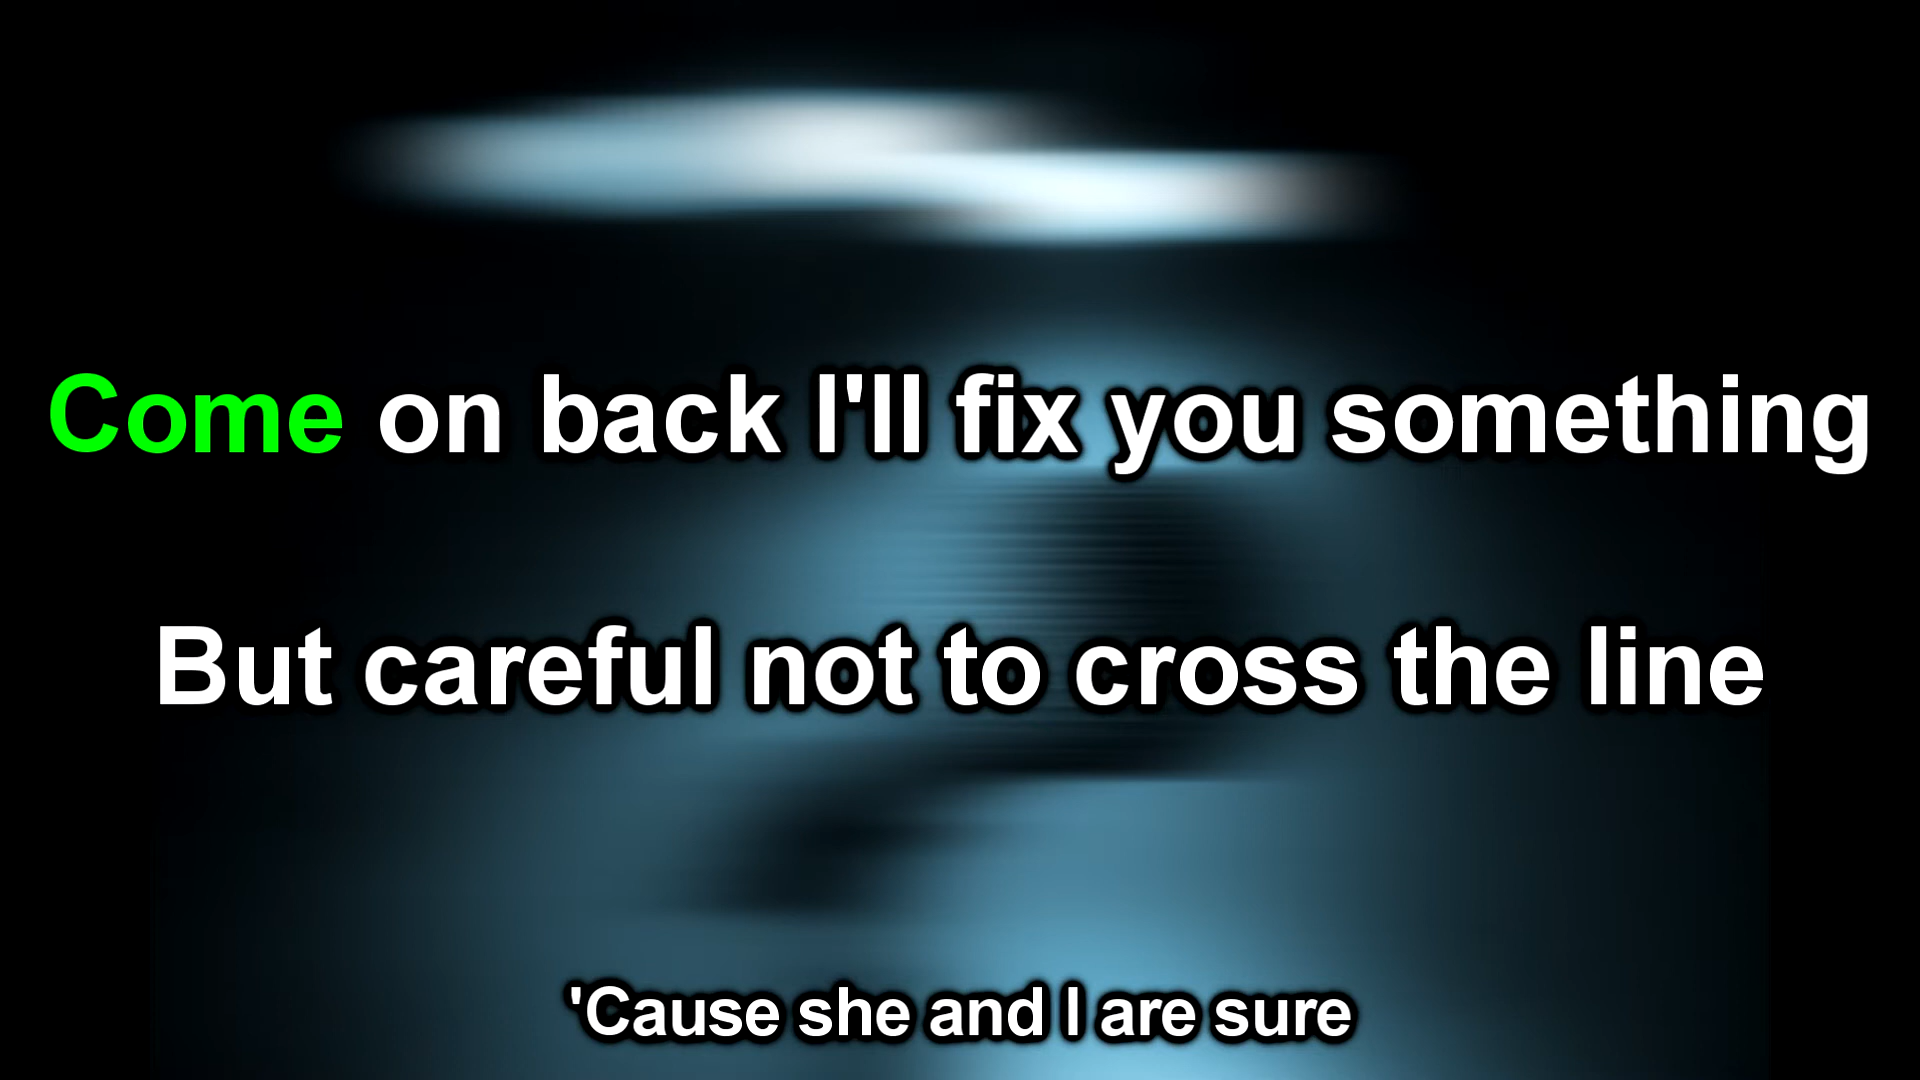 Come on back I'll fix you something
But careful not to cross the line
'Cause she and I are sure